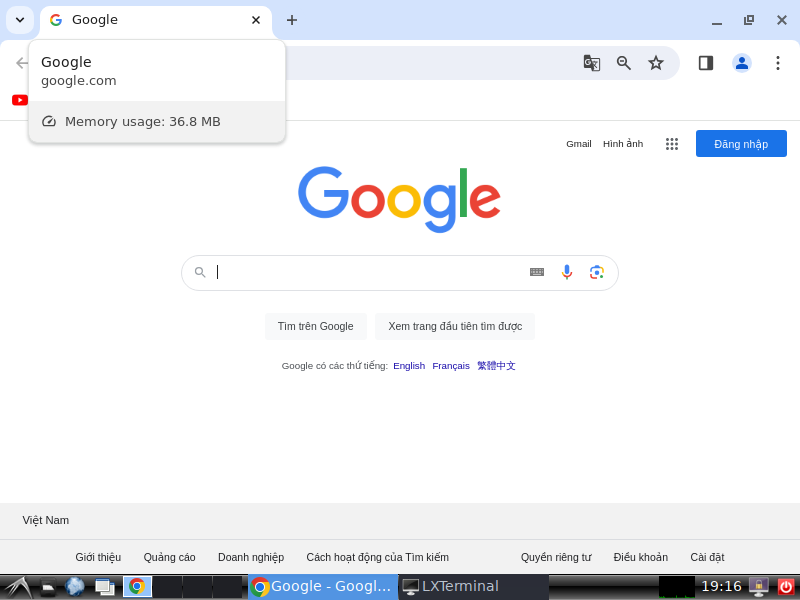 Google
Google
google.com
Memory usage: 36.8 MB
Gmail Hình ảnh Đăng nhập
Google
Tìm trên Google Xem trang đầu tiên tìm được
Google có các thứ tiếng: English Français 繁體中文
Việt Nam
Giới thiệu Quảng cáo Doanh nghiệp Cách hoạt động của Tìm kiếm Quyền riêng tư Điều khoản Cài đặt
Google - Googl... LXTerminal 19:16